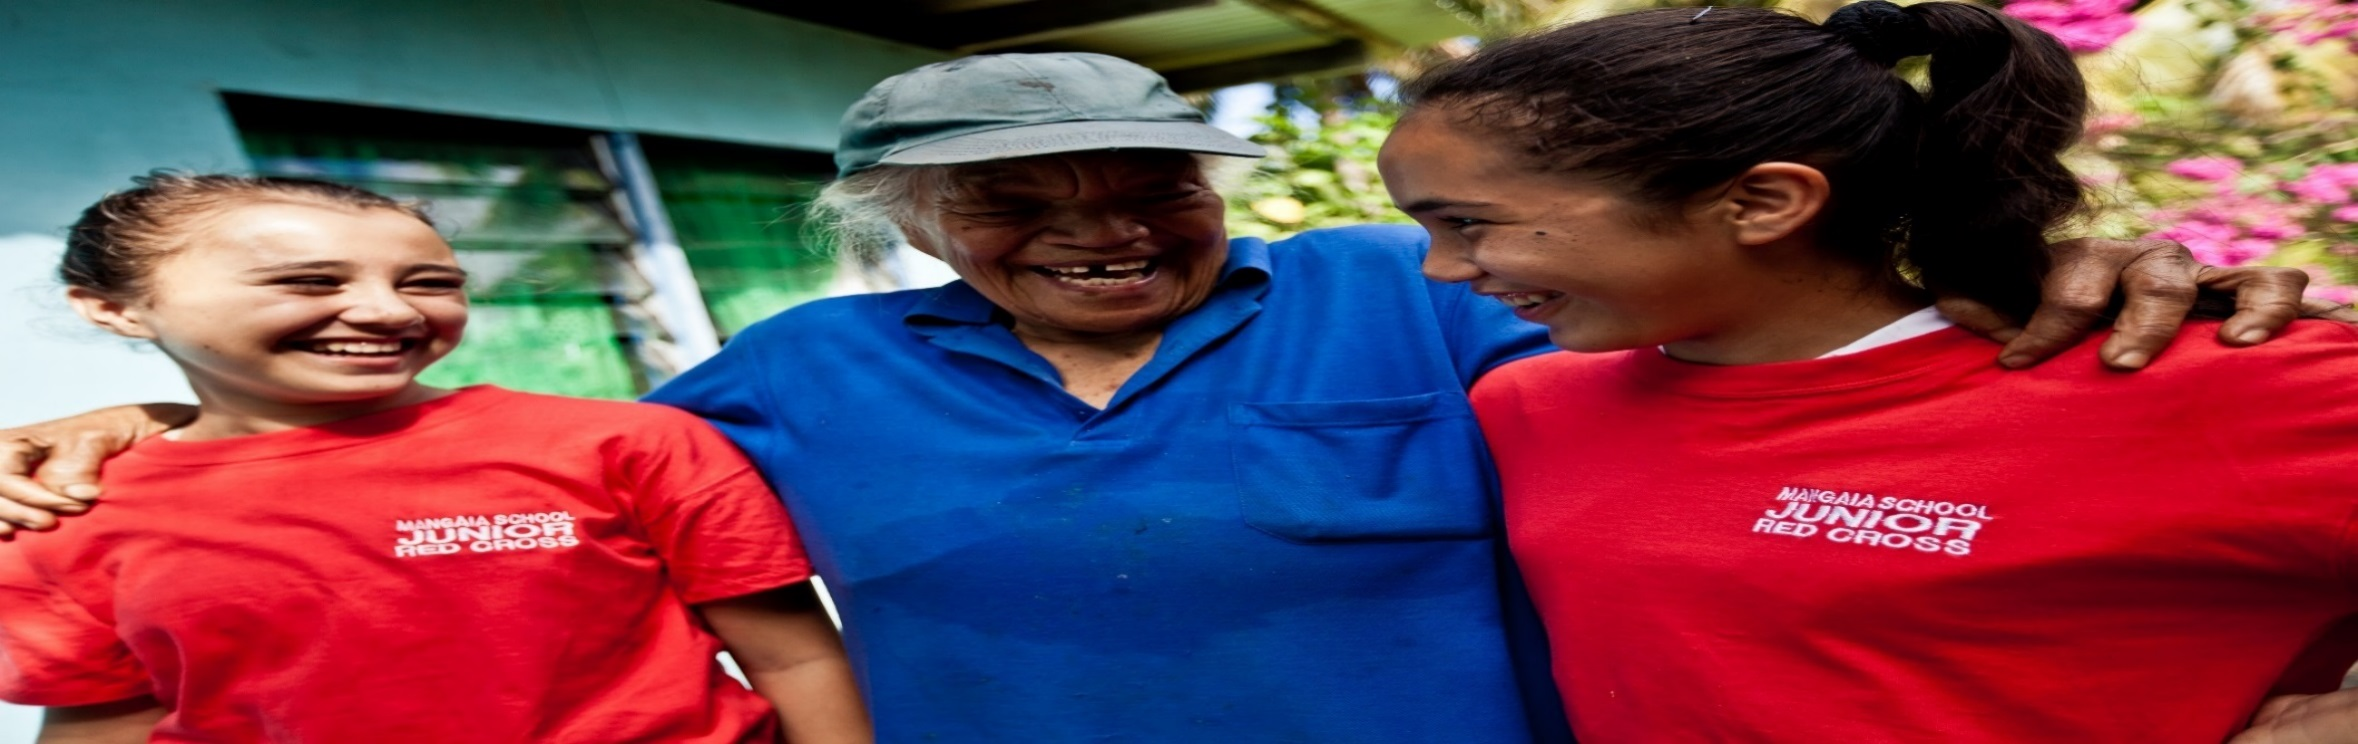 MANGAIA SCHOOL
JUNIOR
RED CROSS
MANGAIA SCHOOL
JUNIOR
RED CROSS